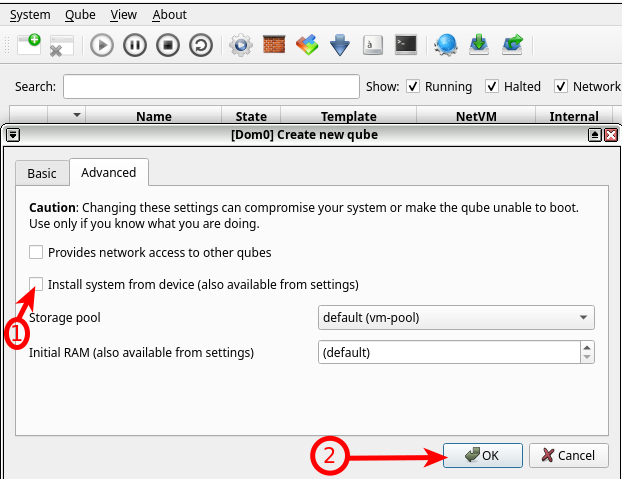 System Qube View About
Search: Show: Running Halted Network
Name State Template NetVM Internal
[Dom0] Create new qube
Basic Advanced
Caution: Changing these settings can compromise your system or make the qube unable to boot.
Use only if you know what you are doing.
Provides network access to other qubes
Install system from device (also available from settings)
1
Storage pool default (vm-pool)
Initial RAM (also available from settings) (default)
2 OK Cancel